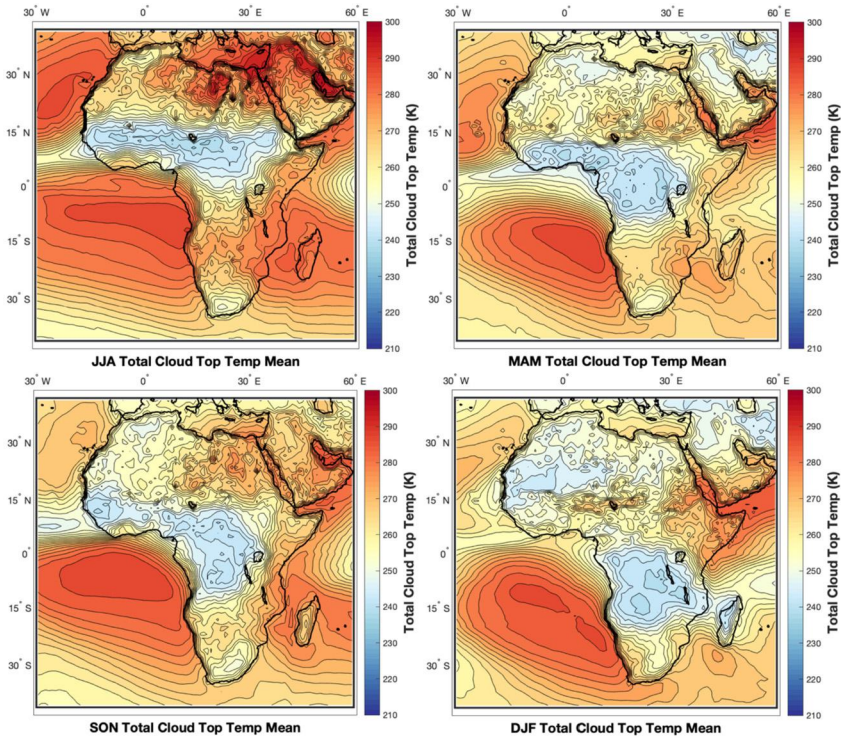 30° W 0° 30 E 60° E
30° N
15° N
0°
15° S
30° S
300
290
280
270
260
250
240
230
220
210
Total Cloud Top Temp (K)
JJA Total Cloud Top Temp Mean
30° W 0° 30 E 60° E
30° N
15° N
0°
15° S
30° S
300
290
280
270
260
250
240
230
220
210
Total Cloud Top Temp (K)
MAM Total Cloud Top Temp Mean
30° W 0° 30 E 60° E
30° N
15° N
0°
15° S
30° S
300
290
280
270
260
250
240
230
220
210
Total Cloud Top Temp (K)
SON Total Cloud Top Temp Mean
30° W 0° 30 E 60° E
30° N
15° N
0°
15° S
30° S
300
290
280
270
260
250
240
230
220
210
Total Cloud Top Temp (K)
DJF Total Cloud Top Temp Mean